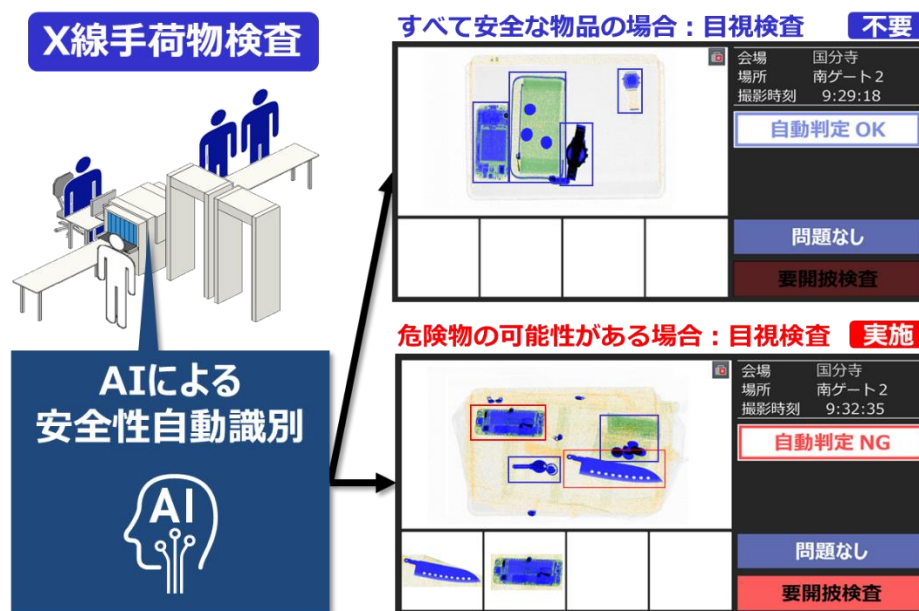 X線手荷物検査
AIによる
安全性自動識別
AI
すべて安全な物品の場合：目視検査 不要
会場 国分寺
場所 南ゲート2
撮影時刻 9:29:18
自動判定 OK
問題なし
要開披検査
危険物の可能性がある場合：目視検査 実施
会場 国分寺
場所 南ゲート2
撮影時刻 9:32:35
自動判定 NG
問題なし
要開披検査